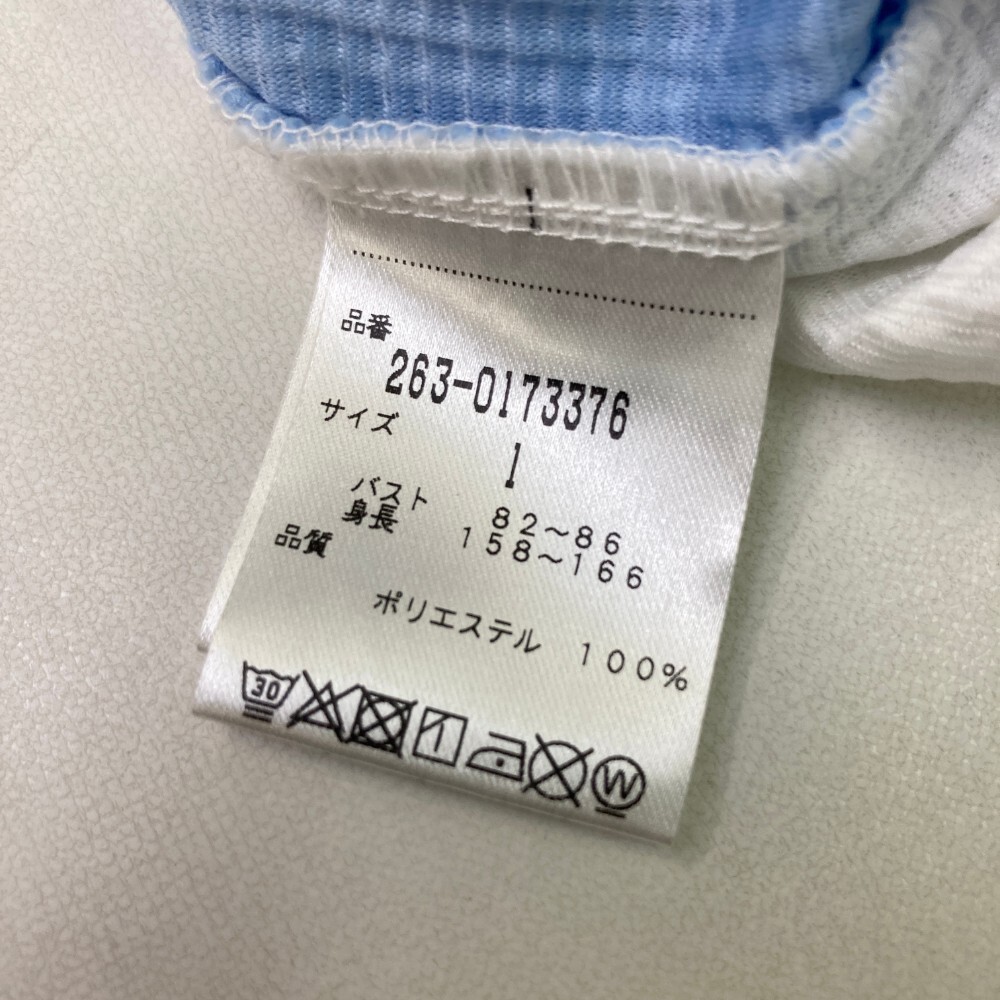 品番
263-0173376
サイズ
1
バスト 82〜86
身長 158〜166
品質
ポリエステル 100%
30
W